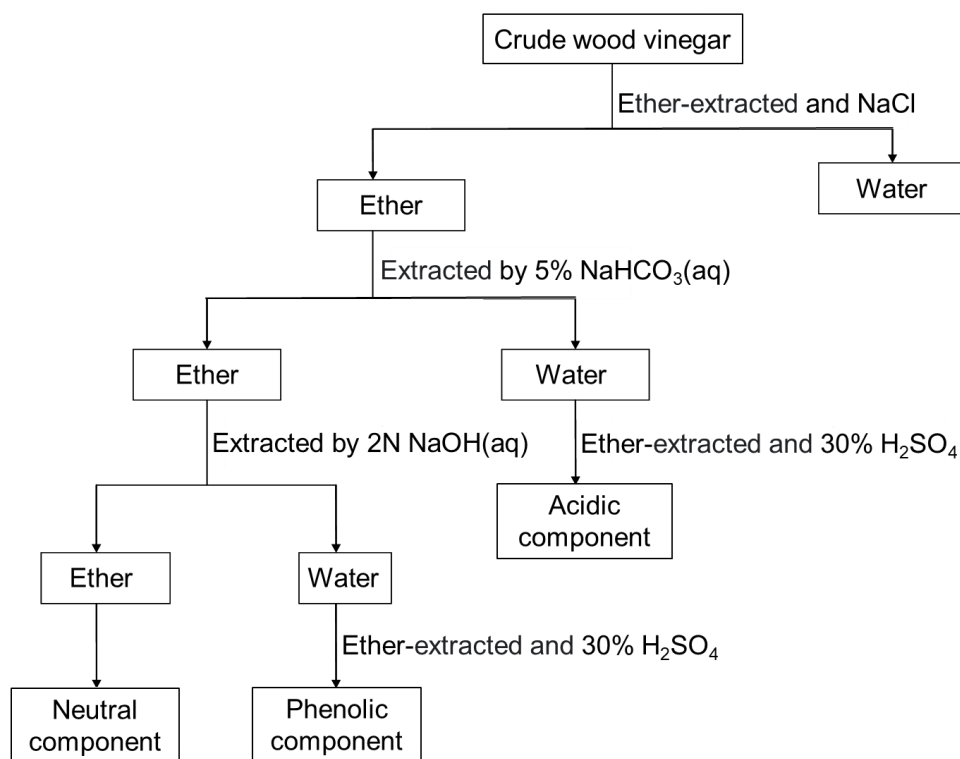 Crude wood vinegar
Ether-extracted and NaCl
Ether
Water
Extracted by 5% NaHCO₃(aq)
Ether
Water
Extracted by 2N NaOH(aq)
Ether-extracted and 30% H₂SO₄
Acidic
component
Ether
Water
Ether-extracted and 30% H₂SO₄
Neutral
component
Phenolic
component